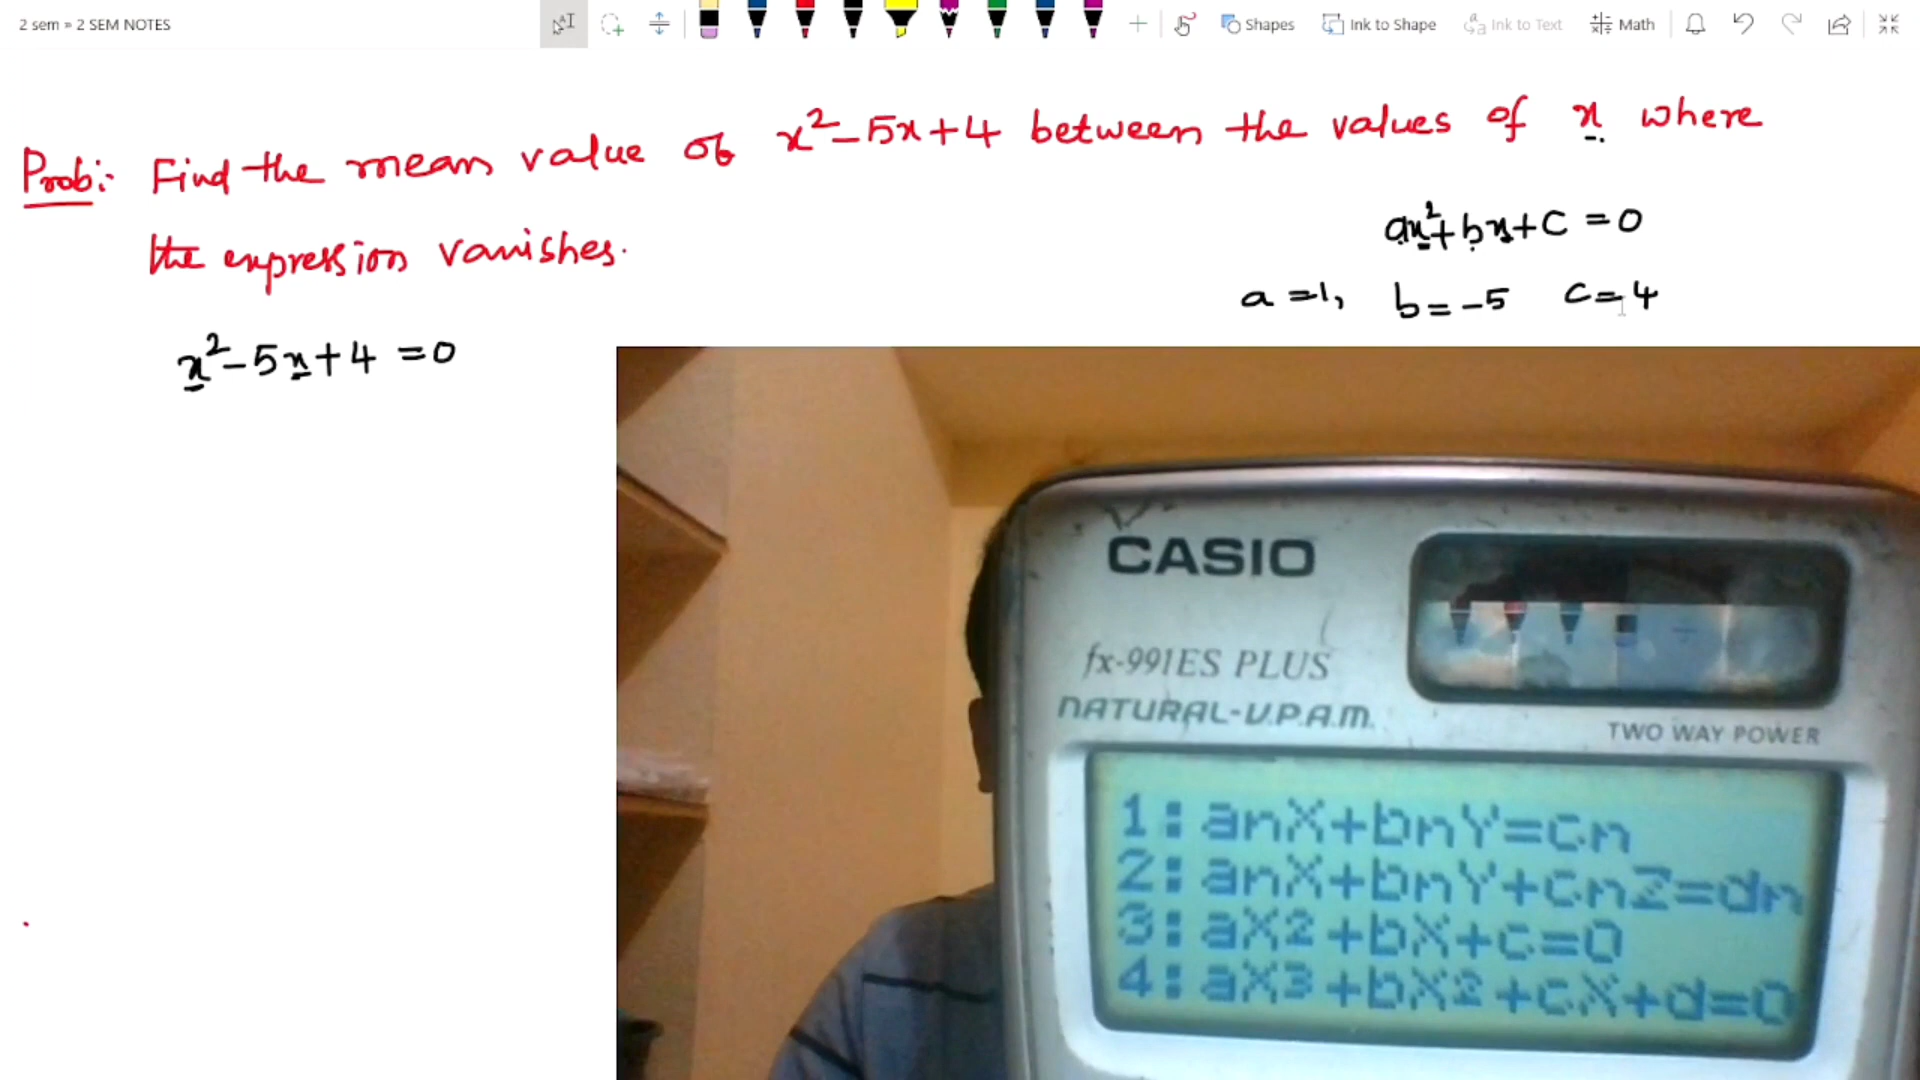 2 sem » 2 SEM NOTES
Shapes Ink to Shape Ink to Text Math
Prob:- Find the mean value of x²-5x+4 between the values of x where
the expression vanishes.
ax²+bx+c=0
a=1, b=-5 c=4
x²-5x+4=0
CASIO
fx-991ES PLUS
NATURAL-V.P.A.M.
TWO WAY POWER
1:anX+bnY=cn
2:anX+bnY+cnZ=dn
3:aX2+bX+c=0
4:aX3+bX2+cX+d=0